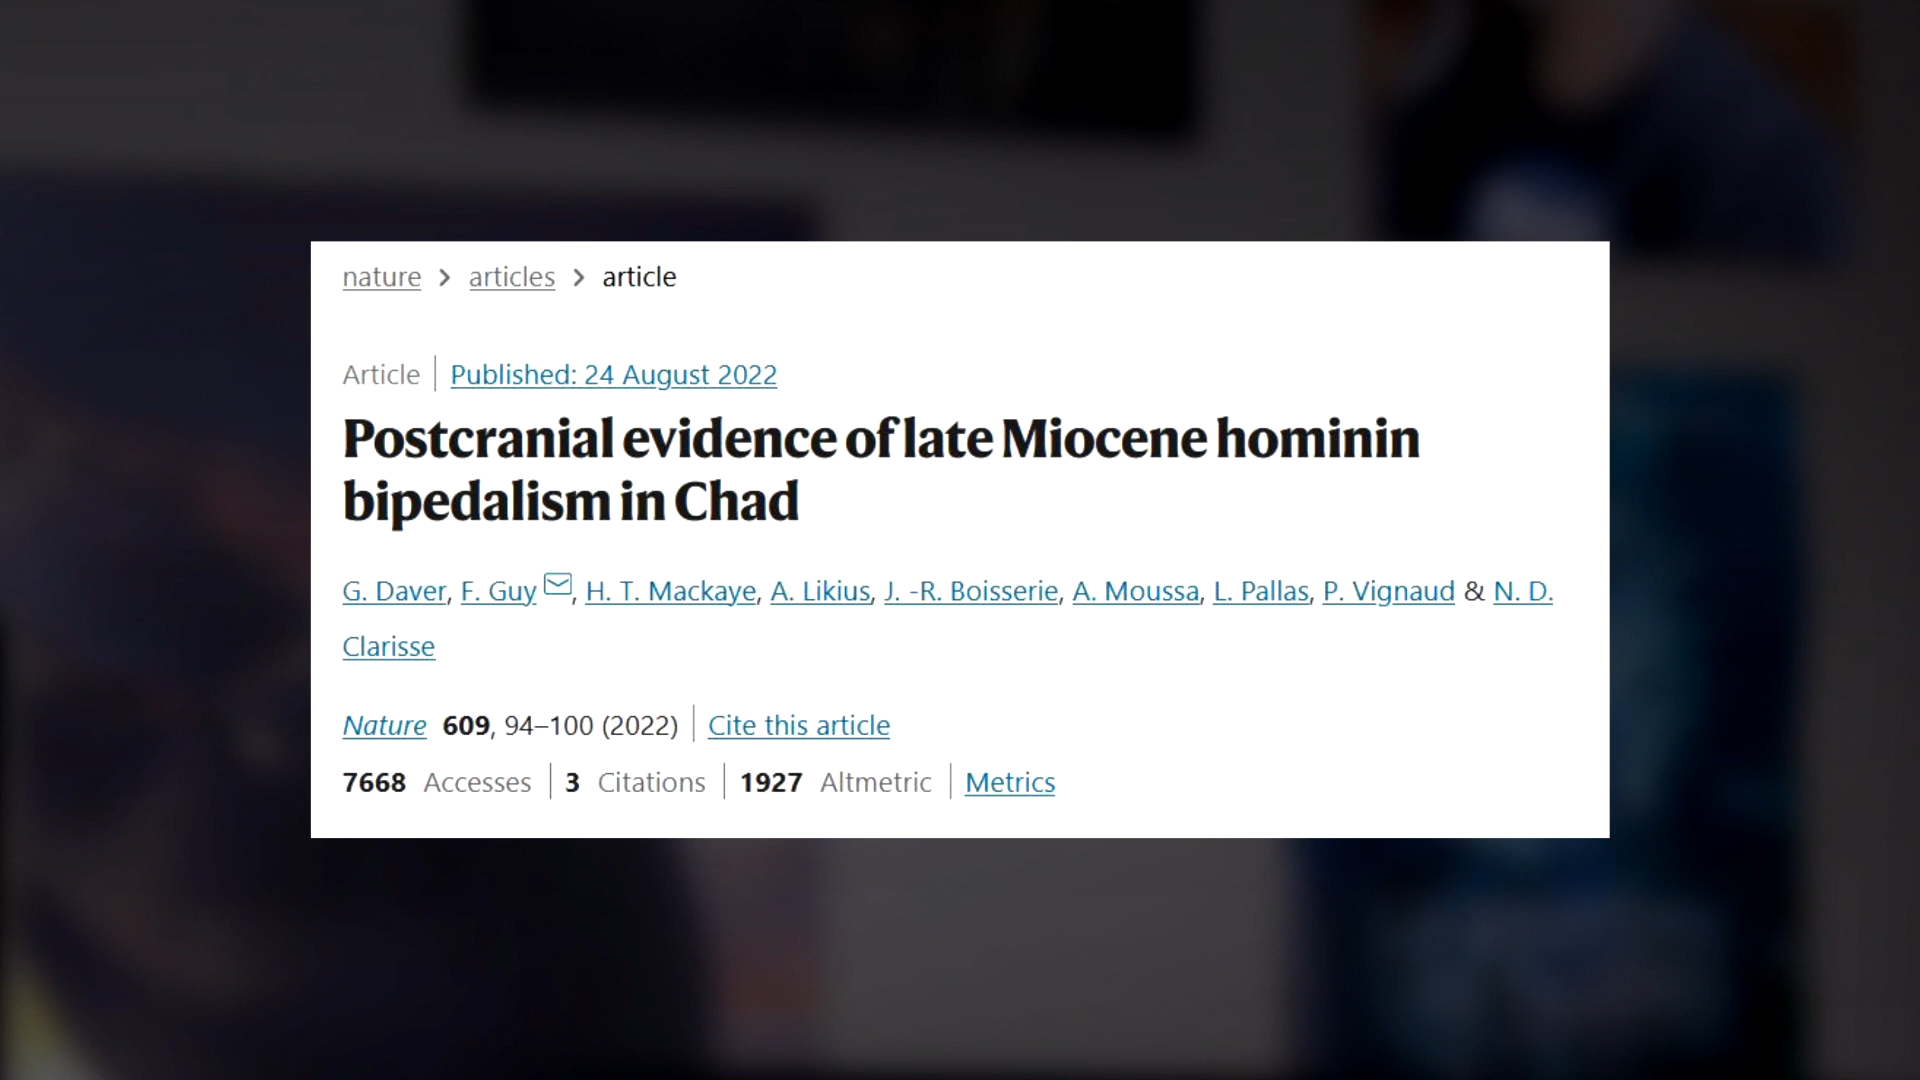 nature > articles > article
Article | Published: 24 August 2022
Postcranial evidence of late Miocene hominin
bipedalism in Chad
G. Daver, F. Guy, H. T. Mackaye, A. Likius, J. -R. Boisserie, A. Moussa, L. Pallas, P. Vignaud & N. D.
Clarisse
Nature 609, 94–100 (2022) | Cite this article
7668 Accesses | 3 Citations | 1927 Altmetric | Metrics